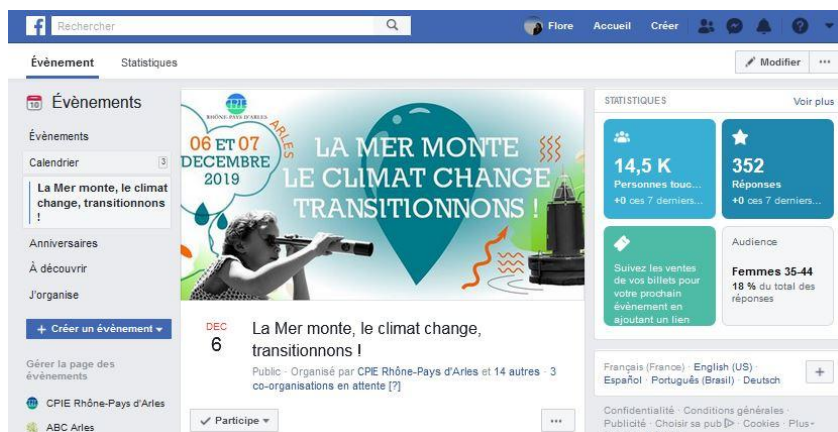 Rechercher
Flore Accueil Créer
Évènement Statistiques
Modifier
Évènements
Évènements
Calendrier 3
La Mer monte, le climat
change, transitionnons
!
Anniversaires
À découvrir
J'organise
+ Créer un évènement
Gérer la page des
évènements
CPIE Rhône-Pays d'Arles
ABC Arles
CPIE
RHÔNE-PAYS D'ARLES
ARLES
06 ET 07
DECEMBRE
2019
LA MER MONTE
LE CLIMAT CHANGE
TRANSITIONNONS !
DEC
6
La Mer monte, le climat change,
transitionnons !
Public · Organisé par CPIE Rhône-Pays d'Arles et 14 autres · 3
co-organisations en attente [?]
Participe
STATISTIQUES Voir plus
14,5 K
Personnes touc...
+0 ces 7 derniers...
352
Réponses
+0 ces 7 derniers...
Suivez les ventes
de vos billets pour
votre prochain
évènement en
ajoutant un lien
Audience
Femmes 35-44
18 % du total des
réponses
Français (France) · English (US) ·
Español · Português (Brasil) · Deutsch
Confidentialité · Conditions générales ·
Publicité · Choisir sa pub · Cookies · Plus